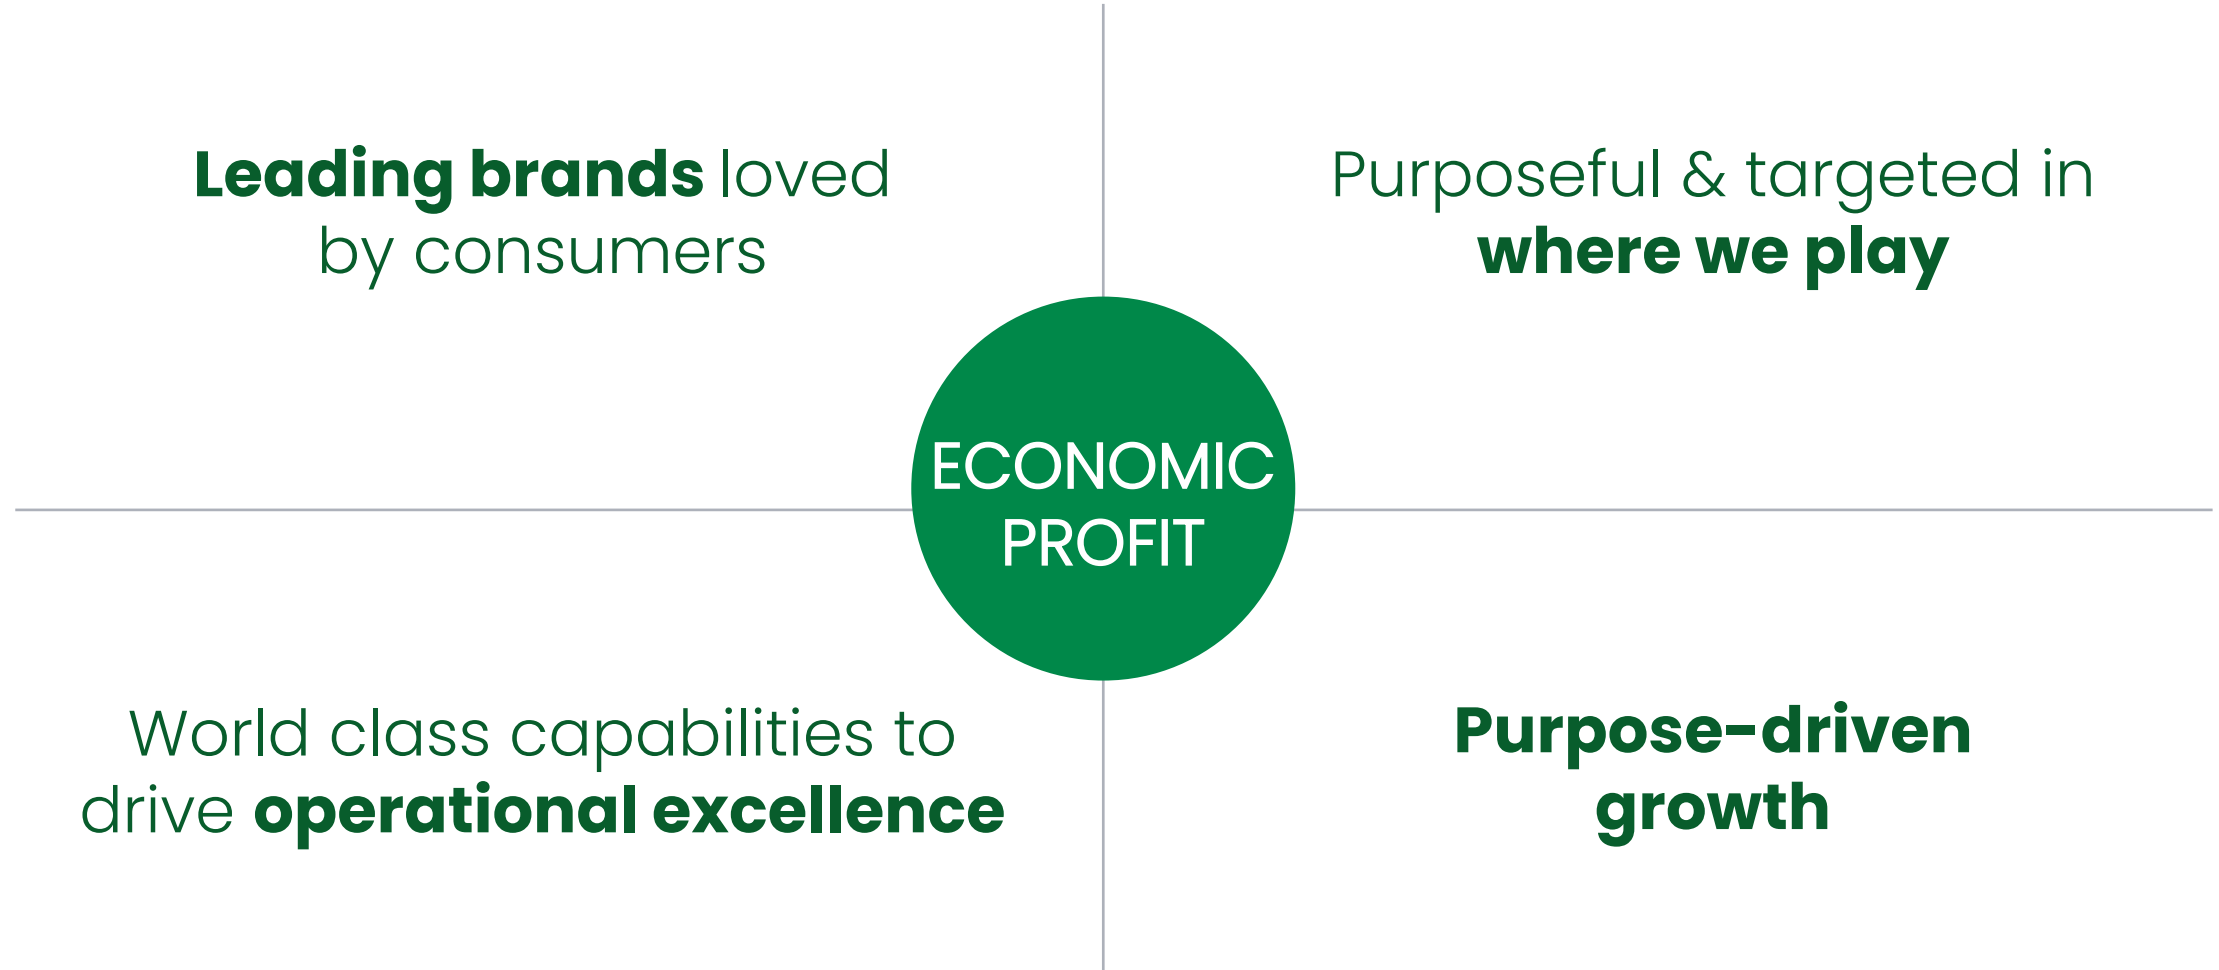 Leading brands loved
by consumers
Purposeful & targeted in
where we play
ECONOMIC
PROFIT
World class capabilities to
drive operational excellence
Purpose-driven
growth